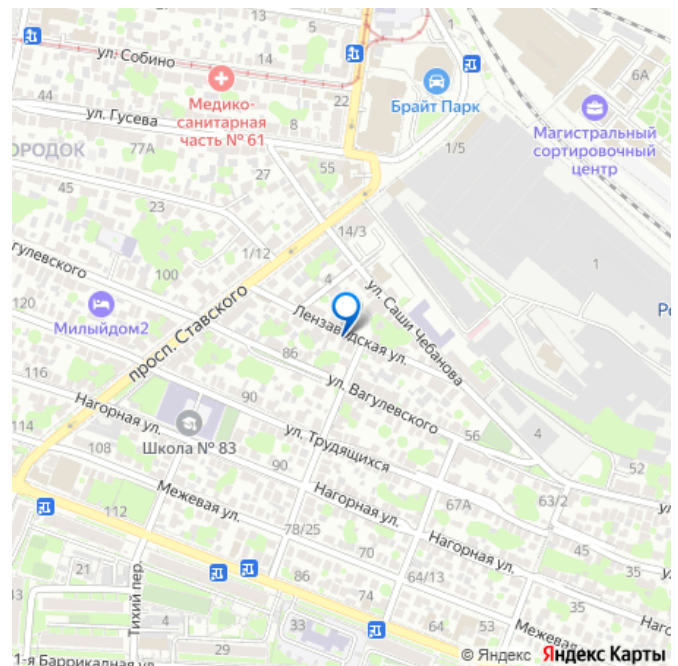 ул. Собино
14
1
44
ул. Гусева
Медико-
санитарная
часть № 61
8
22
Брайт Парк
6А
Магистральный
сортировочный
центр
1/5
ОРОДОК
77А
27
55
45
23
1/12
14/3
гулевского
100
4
1
ул. Саши Чебанова
120
Милыйдом2
просп. Ставского
Лензаводская ул.
86
116
90
ул. Вагулевского
Нагорная ул.
114
108
Школа № 83
90
ул. Трудящихся
56
4
52
Межевая ул.
Нагорная ул.
67А
63/2
112
78/25
70
Нагорная ул.
45
35
21
86
74
64/13
35
13
Тихий пер.
4
33
64
Межевая
29
54
1-я Баррикадная ул.
© Яндекс Яндекс Карты